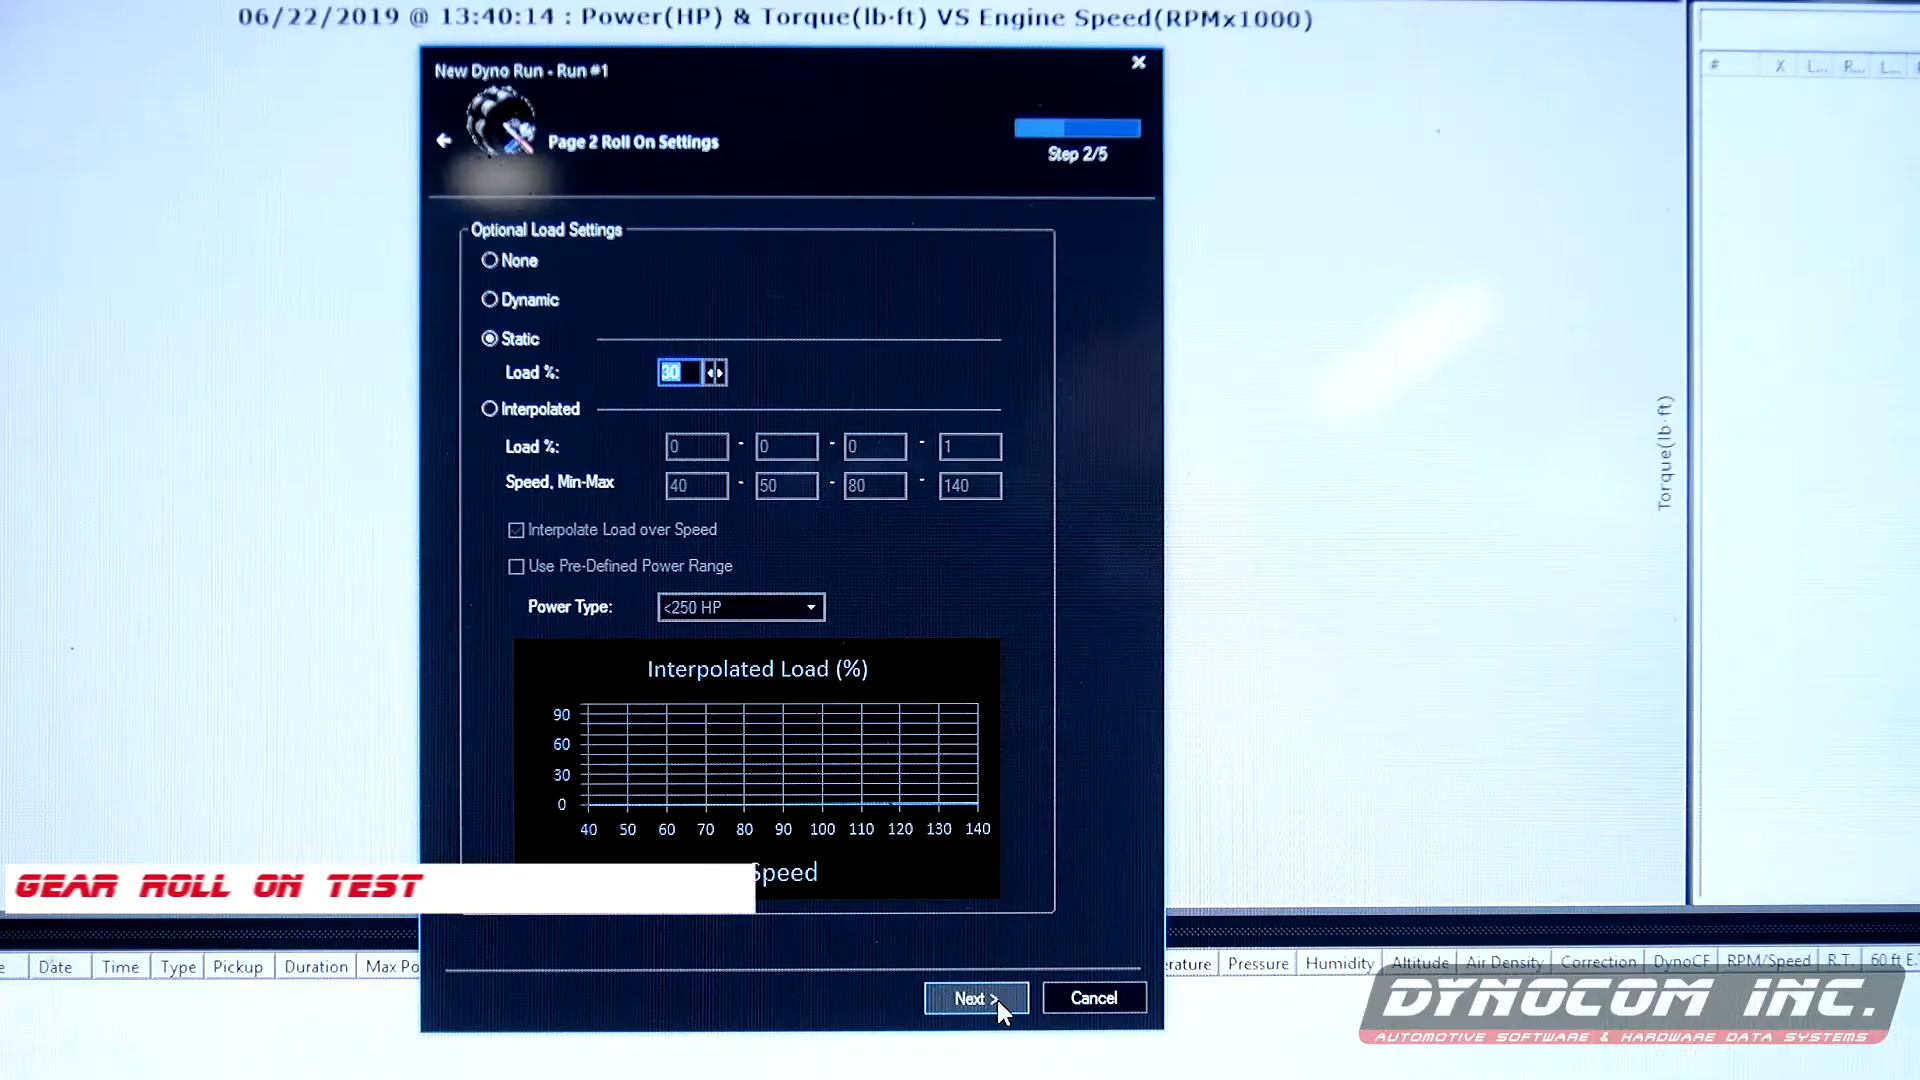 06/22/2019 @ 13:40:14 : Power(HP) & Torque(lb·ft) VS Engine Speed(RPMx1000)
New Dyno Run - Run #1
Page 2 Roll On Settings
Step 2/5
# X L... R... L...
Optional Load Settings
None
Dynamic
Static
Load %: 30
Interpolated
Load %: 0 - 0 - 0 - 1
Speed, Min-Max 40 - 50 - 80 - 140
Interpolate Load over Speed
Use Pre-Defined Power Range
Power Type: <250 HP
Interpolated Load (%)
90
60
30
0
40 50 60 70 80 90 100 110 120 130 140
Speed
Torque(lb·ft)
GEAR ROLL ON TEST
e Date Time Type Pickup Duration Max Po
erature Pressure Humidity Altitude Air Density Correction DynoCF RPM/Speed R.T. 60 ft E.T
Next > Cancel
DYNOCOM INC.
AUTOMOTIVE SOFTWARE & HARDWARE DATA SYSTEMS